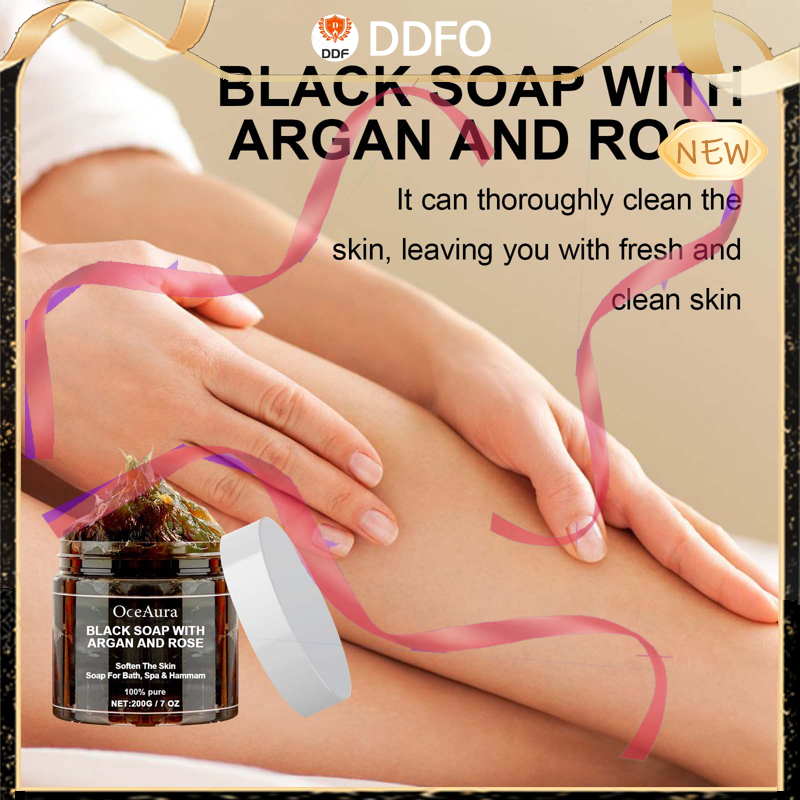 DDF
DDFO
BLACK SOAP WITH
ARGAN AND ROSE
NEW
It can thoroughly clean the
skin, leaving you with fresh and
clean skin
OceAura
BLACK SOAP WITH
ARGAN AND ROSE
Soften The Skin
Soap For Bath, Spa & Hammam
100% pure
NET:200G / 7 OZ